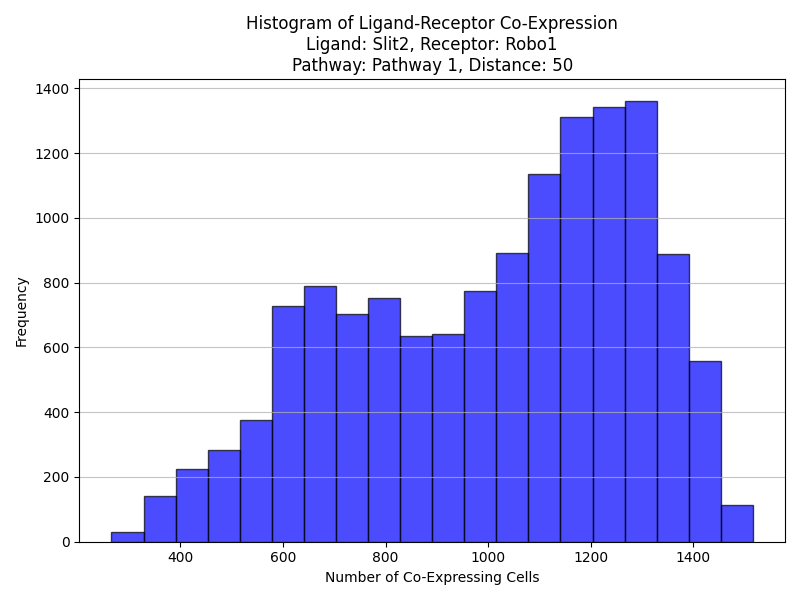 Histogram of Ligand-Receptor Co-Expression
Ligand: Slit2, Receptor: Robo1
Pathway: Pathway 1, Distance: 50
1400
1200
1000
800
600
400
200
0
Frequency
400 600 800 1000 1200 1400
Number of Co-Expressing Cells